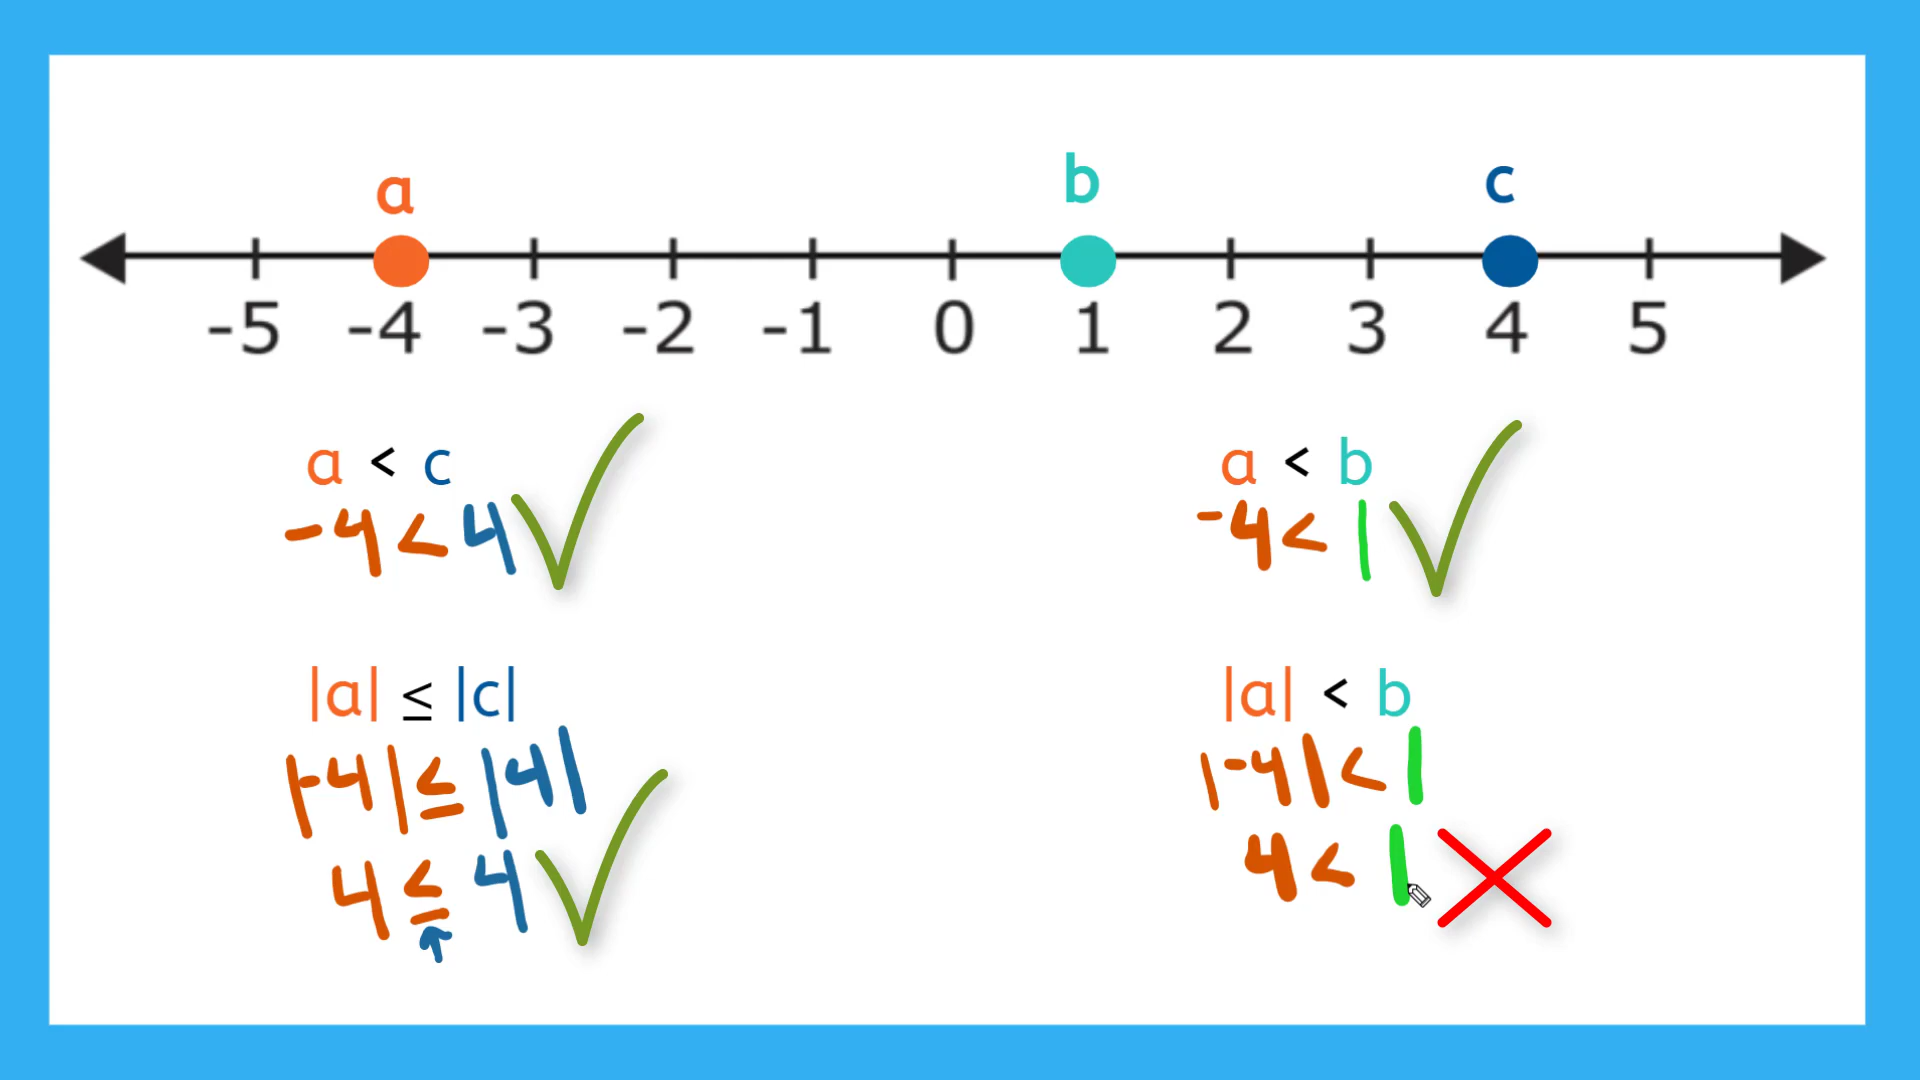 a b c
-5 -4 -3 -2 -1 0 1 2 3 4 5
a < c
-4 < 4
|a| ≤ |c|
|-4| ≤ |4|
4 ≤ 4
a < b
-4 < 1
|a| < b
|-4| < 1
4 < 1